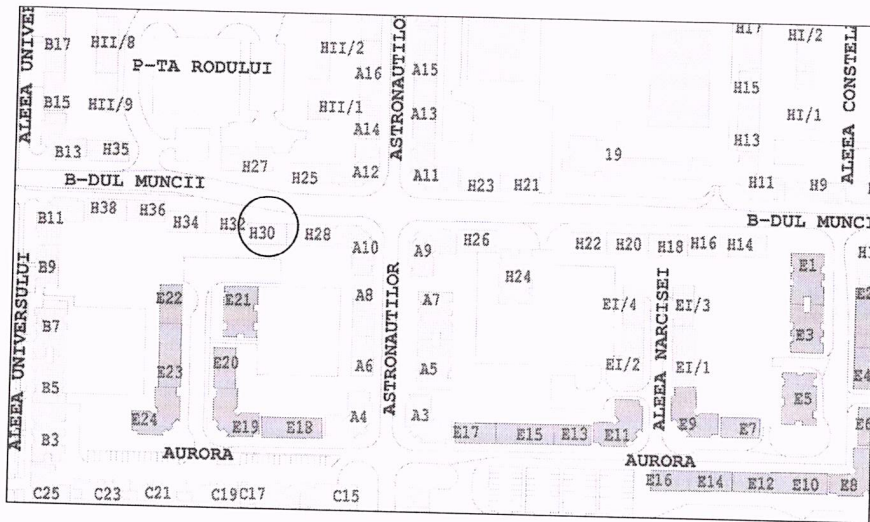 B17 HII/8 HII/2 H17 HI/2
P-TA RODULUI A16 A15
B15 HII/9 HII/1 A13 H15 HI/1
A14
B13 H35 H13
H27 19
H25 A12 A11 H23 H21 H11 H9
B-DUL MUNCII
ALEEA
ASTRONAUTILO
ALEEA CONSTEL
B11 H38 H36 H34 H32 H30 H28
B-DUL MUNCI
A10 A9 H26 H22 H20 H18 H16 H14
B9 H24 E1
E22 E21 A8 A7 EI/4 EI/3 E2
B7 E3
E20 A6 A5 EI/2 EI/1
E23 E4
B5 E5
E24 E19 E18 A4 A3 E17 E15 E13 E11 E9 E7 E6
B3
ALEEA UNIVERSULUI
ASTRONAUTILOR
ALEEA NARCISEI
AURORA
AURORA
E16 E14 E12 E10 E8
C25 C23 C21 C19 C17 C15